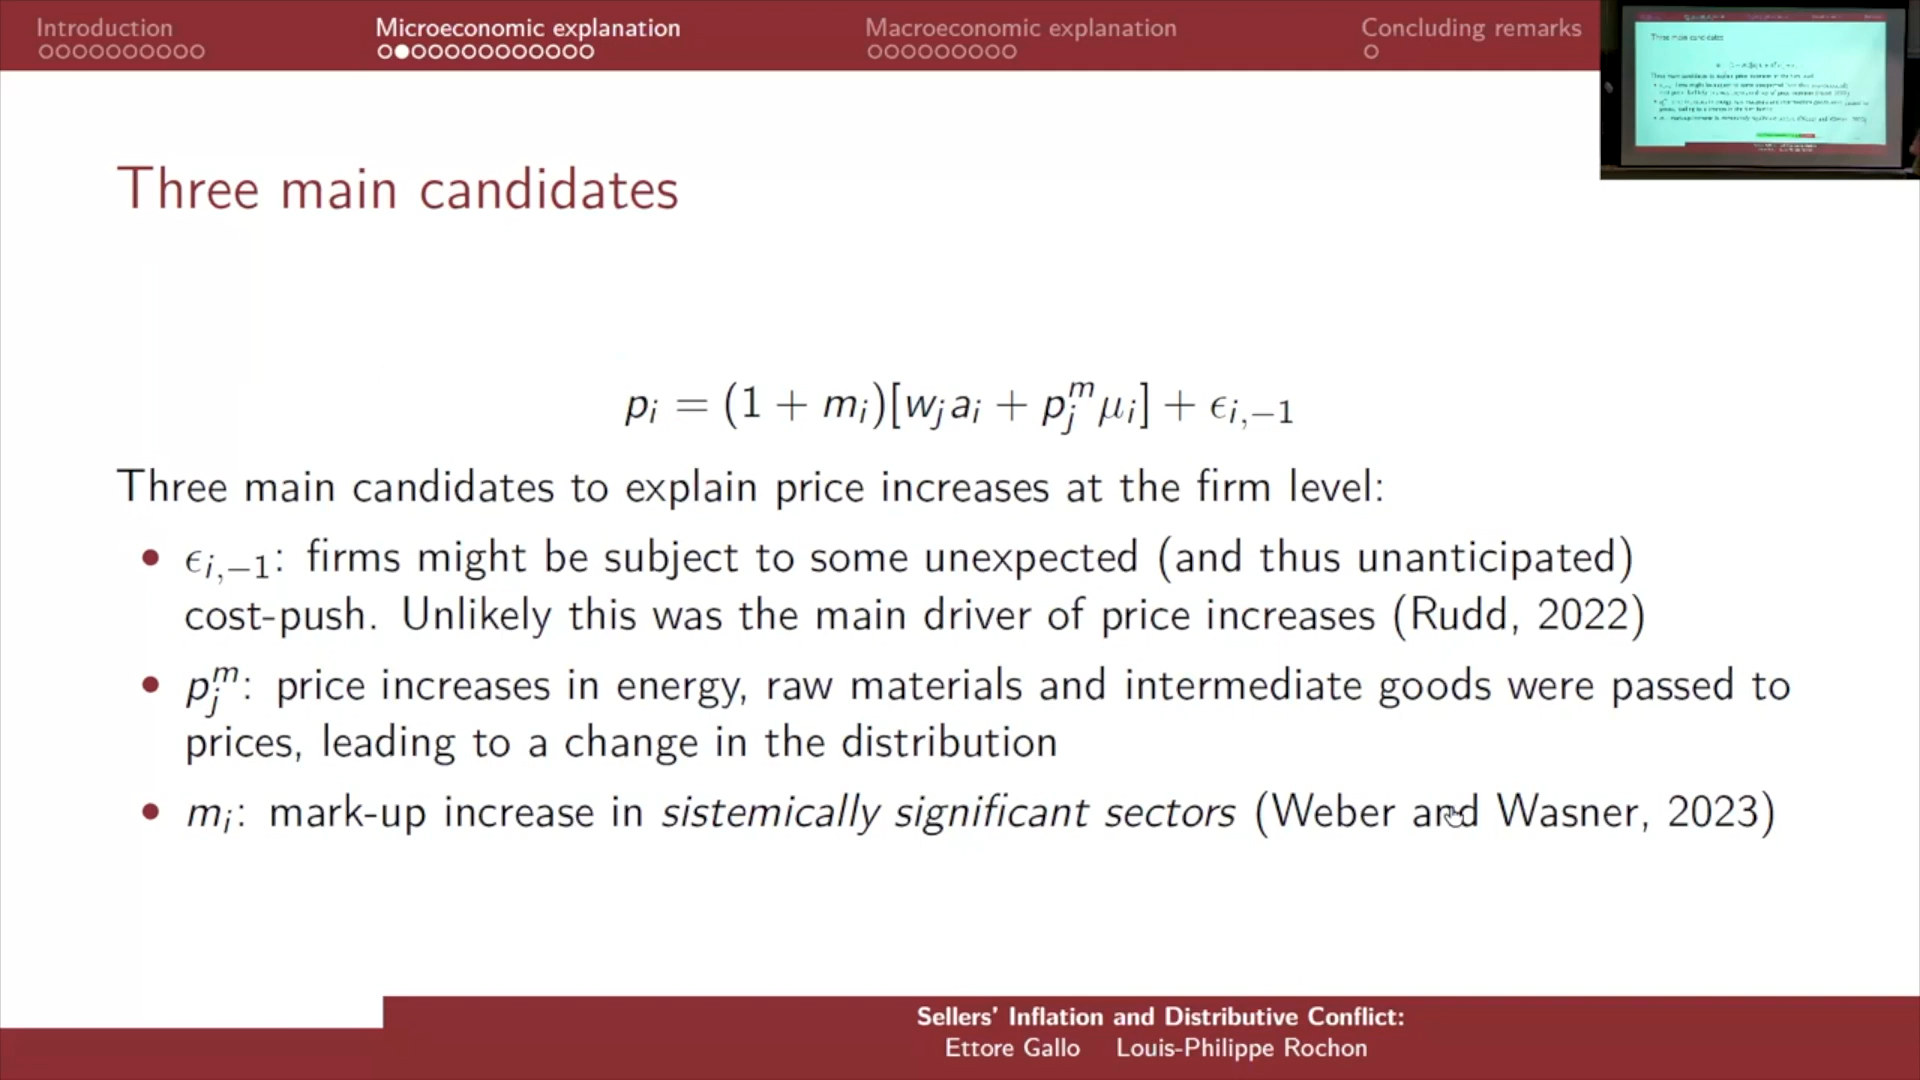 Introduction
Microeconomic explanation
Macroeconomic explanation
Concluding remarks
Three main candidates
p_i = (1 + m_i)[w_j a_i + p_j^m μ_i] + ϵ_{i,−1}
Three main candidates to explain price increases at the firm level:
• ϵ_{i,−1}: firms might be subject to some unexpected (and thus unanticipated)
cost-push. Unlikely this was the main driver of price increases (Rudd, 2022)
• p_j^m: price increases in energy, raw materials and intermediate goods were passed to
prices, leading to a change in the distribution
• m_i: mark-up increase in sistemically significant sectors (Weber and Wasner, 2023)
Sellers' Inflation and Distributive Conflict:
Ettore Gallo Louis-Philippe Rochon
Three main candidates